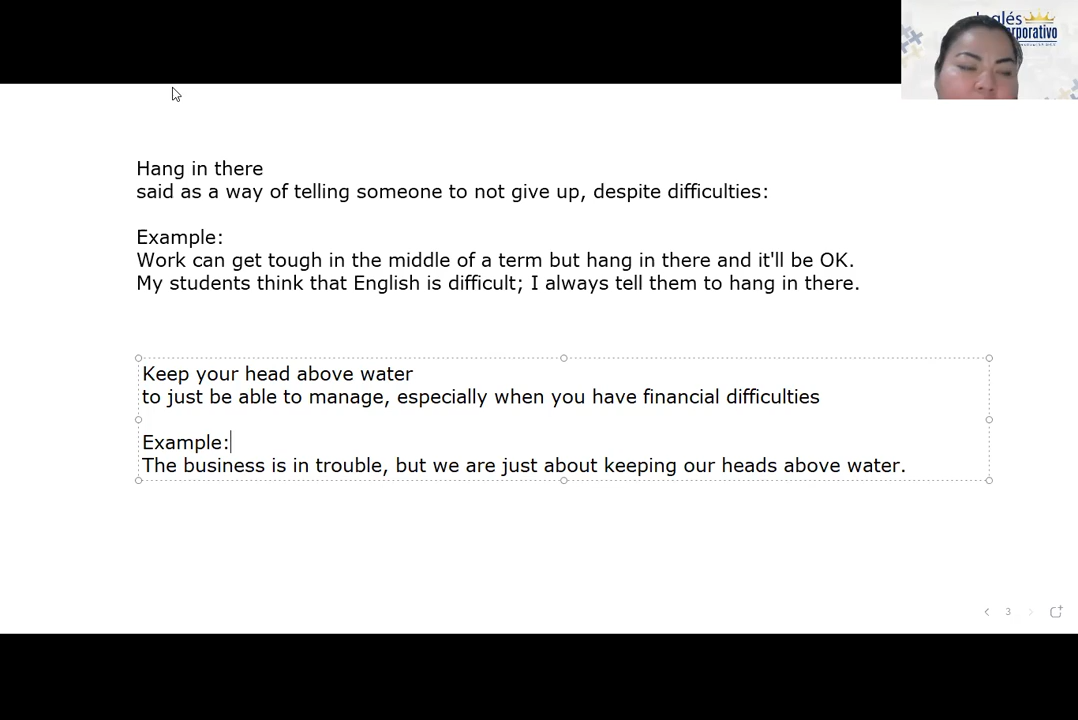 Inglés
Corporativo
Hang in there
said as a way of telling someone to not give up, despite difficulties:
Example:
Work can get tough in the middle of a term but hang in there and it'll be OK.
My students think that English is difficult; I always tell them to hang in there.
Keep your head above water
to just be able to manage, especially when you have financial difficulties
Example:
The business is in trouble, but we are just about keeping our heads above water.
3